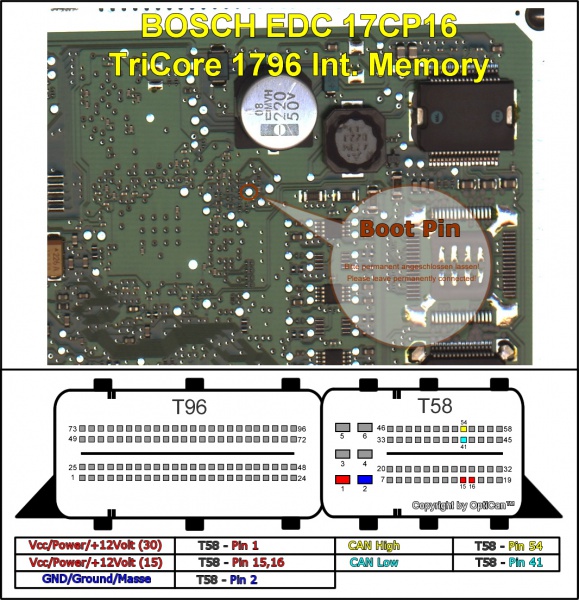 BOSCH EDC 17CP16
TriCore 1796 Int. Memory
220
50V
Boot Pin
Bitte permanent angeschlossen lassen!
Please leave permanently connected!
T96
73 96
49 72
25 48
1 24
T58
5 6
3 4
1 2
54
46 58
33 45
41
20 32
7 19
15 16
Copyright by OptiCan™
Vcc/Power/+12Volt (30) T58 - Pin 1 CAN High T58 - Pin 54
Vcc/Power/+12Volt (15) T58 - Pin 15,16 CAN Low T58 - Pin 41
GND/Ground/Masse T58 - Pin 2